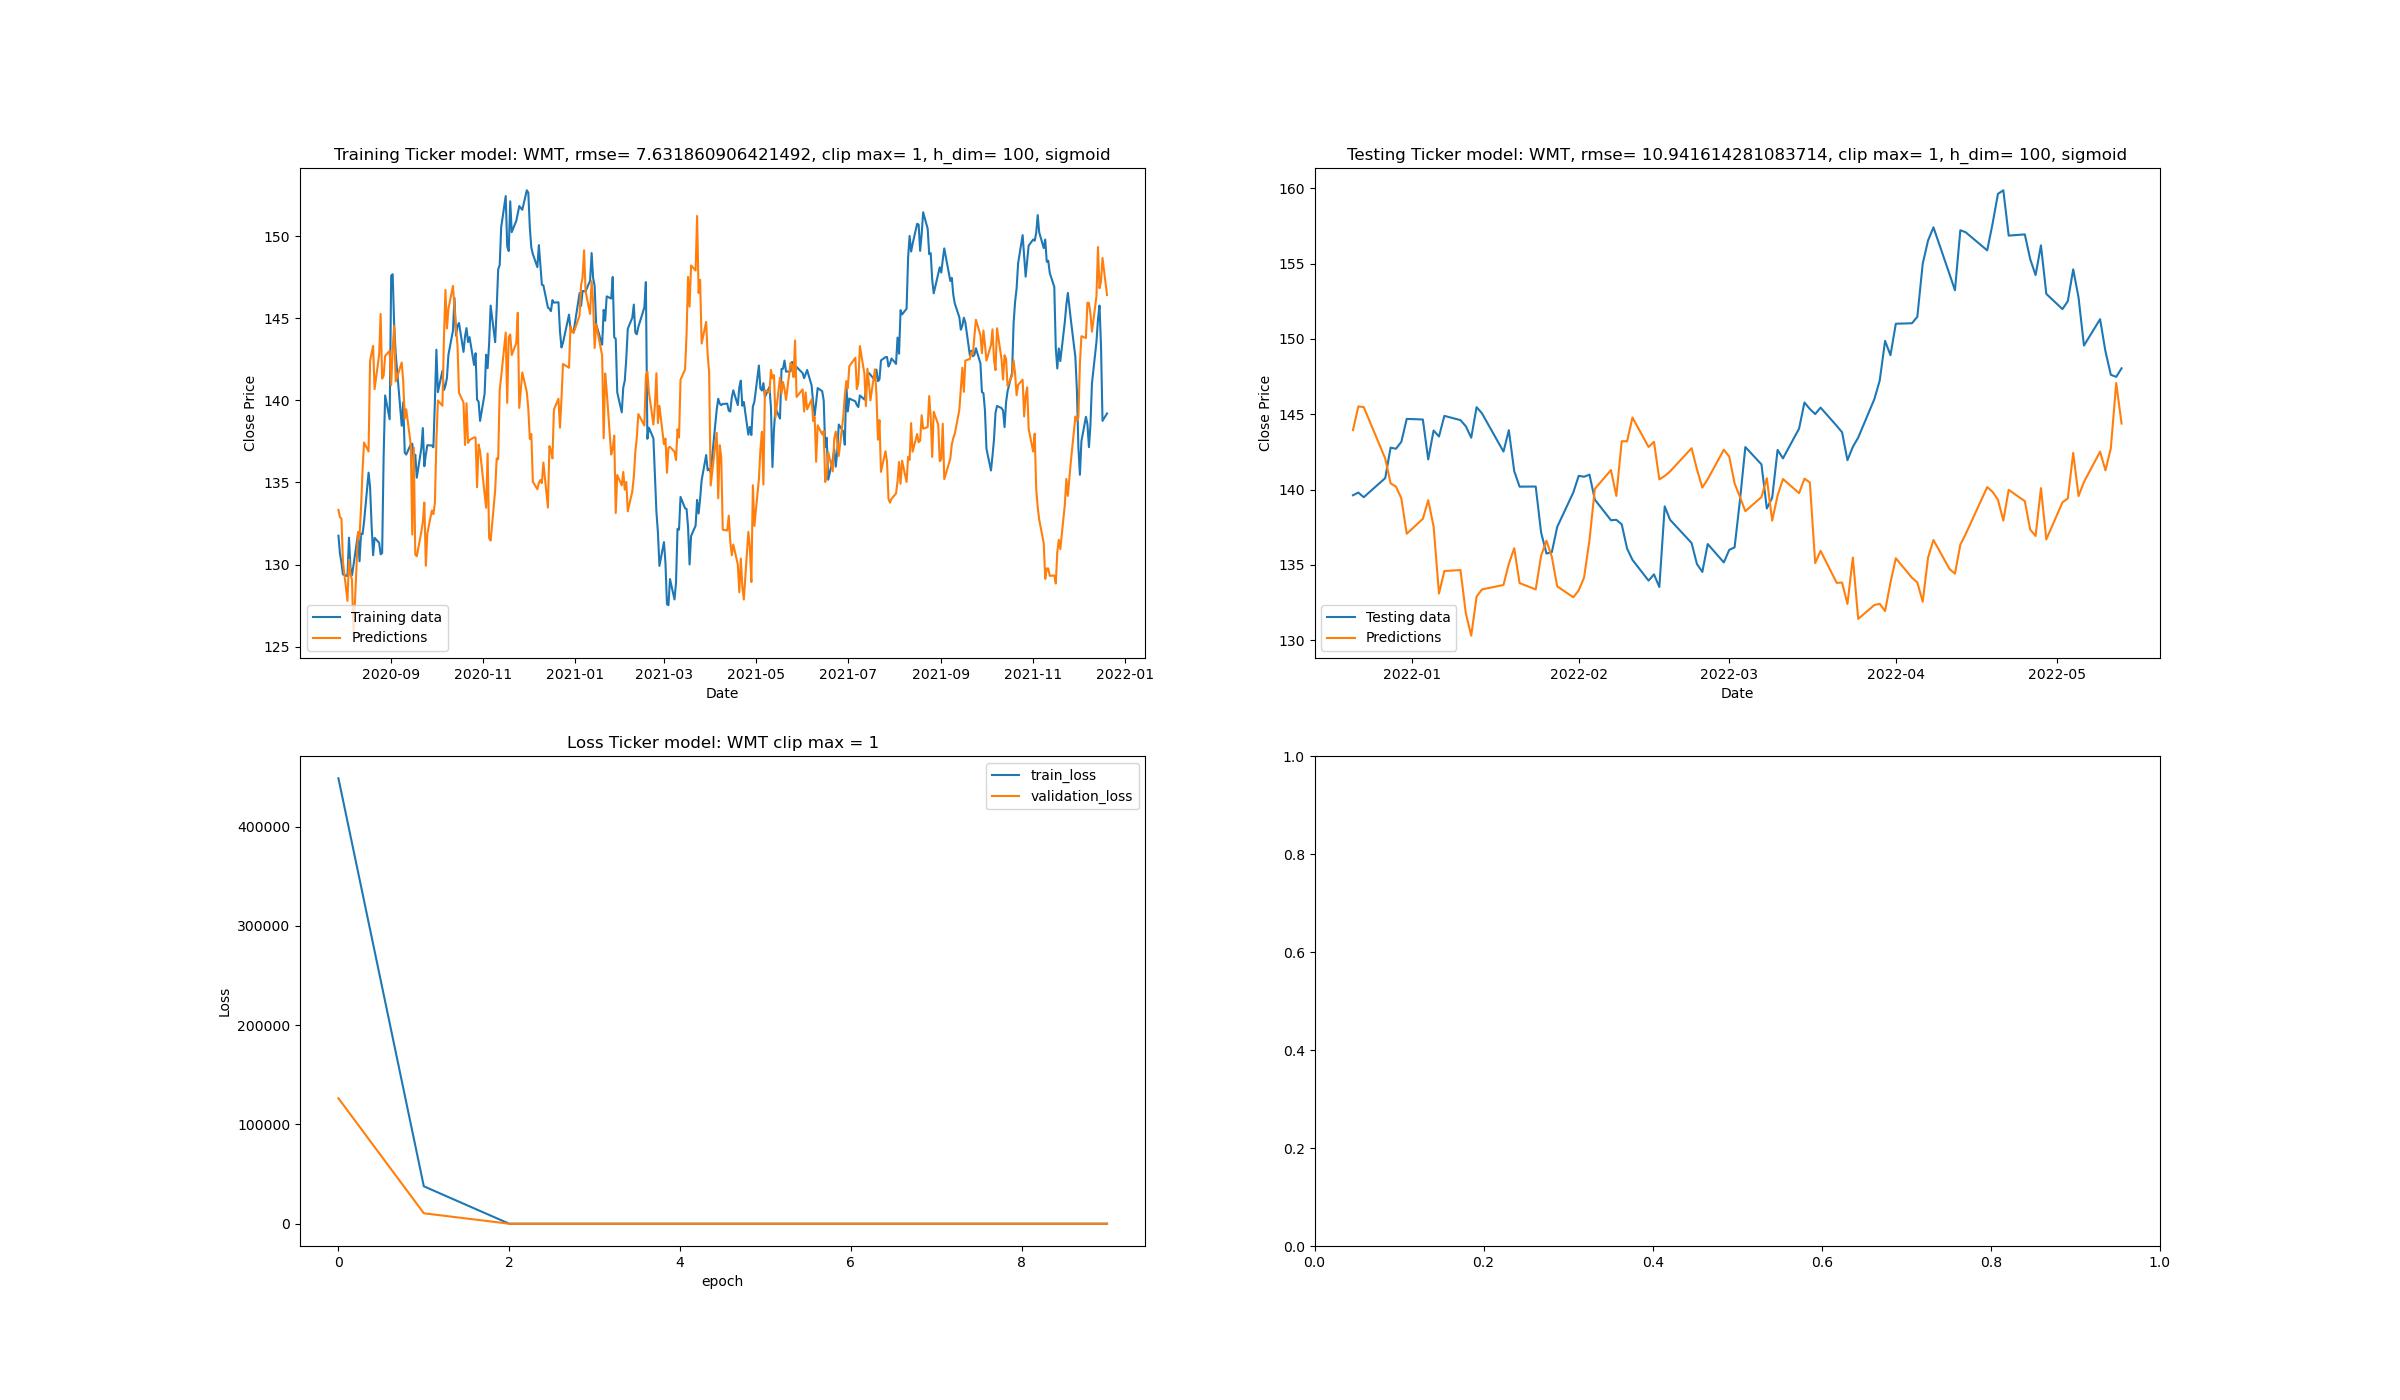 Training Ticker model: WMT, rmse= 7.631860906421492, clip max= 1, h_dim= 100, sigmoid
Close Price
150
145
140
135
130
125
Training data
Predictions
2020-09 2020-11 2021-01 2021-03 2021-05 2021-07 2021-09 2021-11 2022-01
Date
Testing Ticker model: WMT, rmse= 10.941614281083714, clip max= 1, h_dim= 100, sigmoid
Close Price
160
155
150
145
140
135
130
Testing data
Predictions
2022-01 2022-02 2022-03 2022-04 2022-05
Date
Loss Ticker model: WMT clip max = 1
train_loss
validation_loss
Loss
400000
300000
200000
100000
0
0 2 4 6 8
epoch
1.0
0.8
0.6
0.4
0.2
0.0
0.0 0.2 0.4 0.6 0.8 1.0